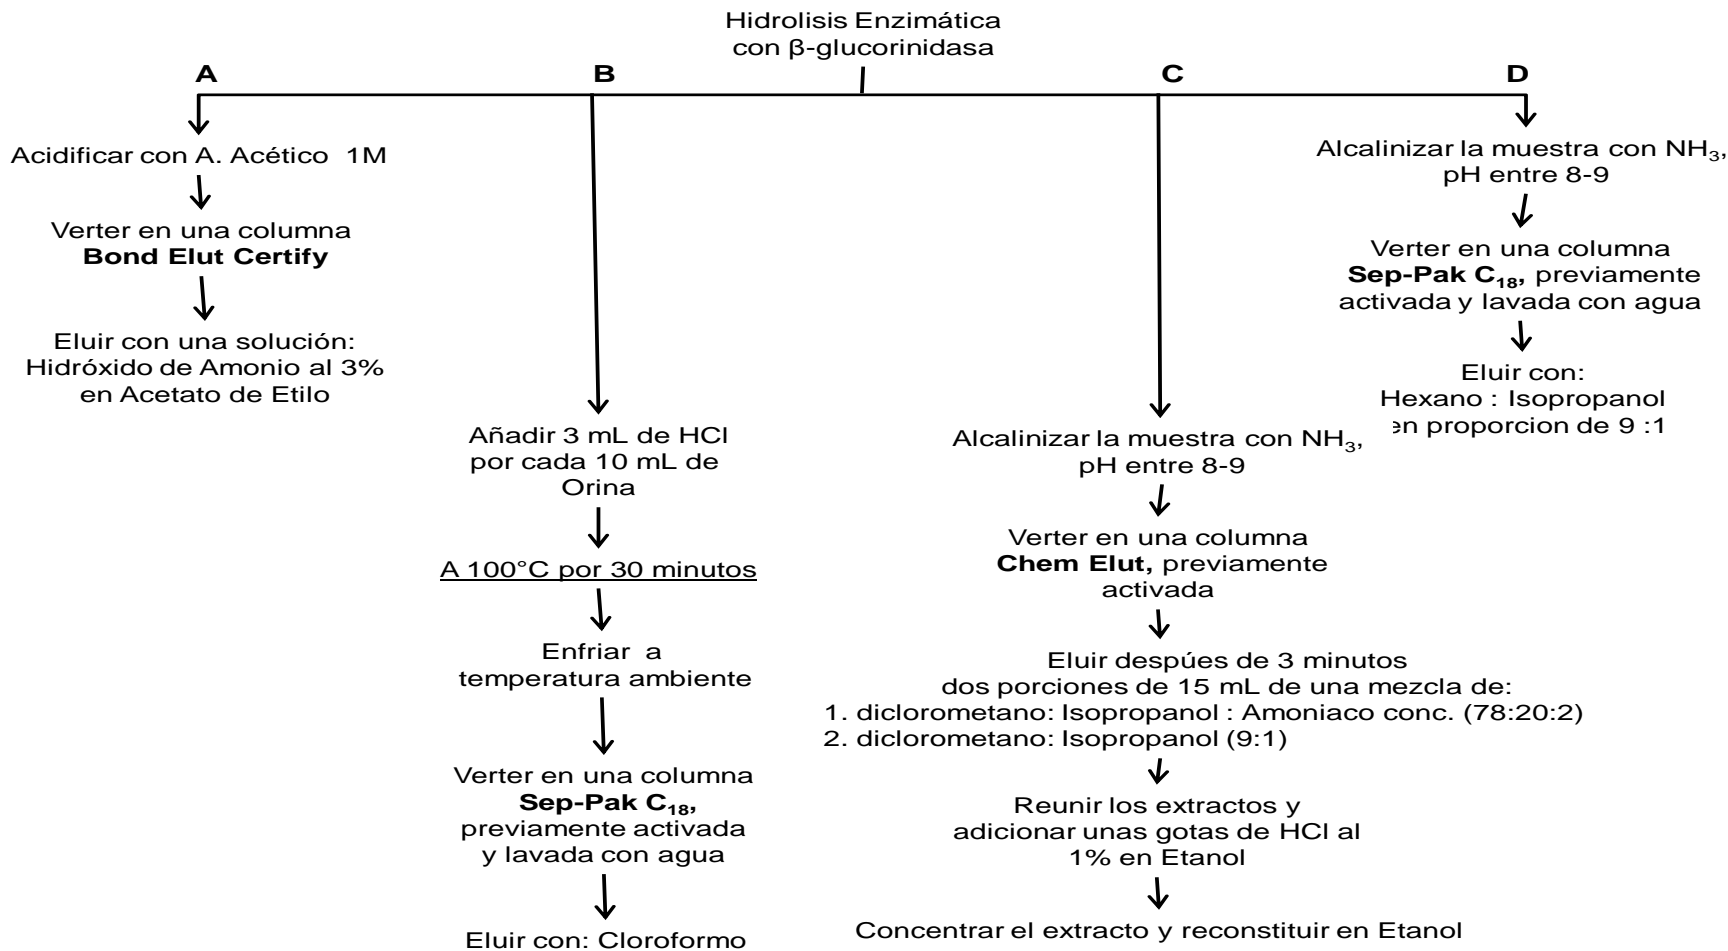 Hidrolisis Enzimática
con β-glucorinidasa
A
B
C
D
Acidificar con A. Acético 1M
Verter en una columna
Bond Elut Certify
Eluir con una solución:
Hidróxido de Amonio al 3%
en Acetato de Etilo
Añadir 3 mL de HCl
por cada 10 mL de
Orina
A 100°C por 30 minutos
Enfriar a
temperatura ambiente
Verter en una columna
Sep-Pak C₁₈,
previamente activada
y lavada con agua
Eluir con: Cloroformo
Alcalinizar la muestra con NH₃,
pH entre 8-9
Verter en una columna
Chem Elut, previamente
activada
Eluir despúes de 3 minutos
dos porciones de 15 mL de una mezcla de:
1. diclorometano: Isopropanol : Amoniaco conc. (78:20:2)
2. diclorometano: Isopropanol (9:1)
Reunir los extractos y
adicionar unas gotas de HCl al
1% en Etanol
Concentrar el extracto y reconstituir en Etanol
Alcalinizar la muestra con NH₃,
pH entre 8-9
Verter en una columna
Sep-Pak C₁₈, previamente
activada y lavada con agua
Eluir con:
Hexano : Isopropanol
en proporcion de 9 :1